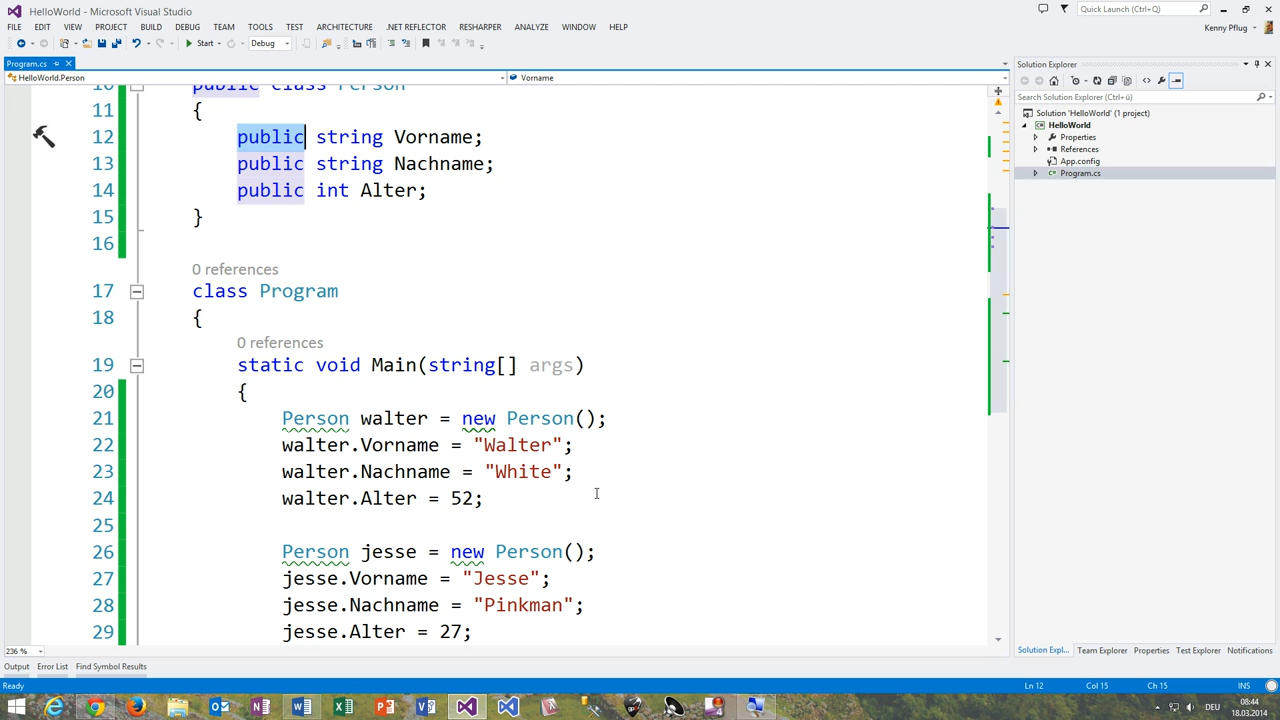 HelloWorld - Microsoft Visual Studio
Quick Launch (Ctrl+Q)
FILE EDIT VIEW PROJECT BUILD DEBUG TEAM TOOLS TEST ARCHITECTURE .NET REFLECTOR RESHARPER ANALYZE WINDOW HELP
Kenny Pflug
Start Debug
Program.cs
HelloWorld.Person Vorname
10 public class Person
11 {
12 public string Vorname;
13 public string Nachname;
14 public int Alter;
15 }
16
0 references
17 class Program
18 {
0 references
19 static void Main(string[] args)
20 {
21 Person walter = new Person();
22 walter.Vorname = "Walter";
23 walter.Nachname = "White";
24 walter.Alter = 52;
25
26 Person jesse = new Person();
27 jesse.Vorname = "Jesse";
28 jesse.Nachname = "Pinkman";
29 jesse.Alter = 27;
236 %
Solution Explorer
Search Solution Explorer (Ctrl+ü)
Solution 'HelloWorld' (1 project)
HelloWorld
Properties
References
App.config
Program.cs
Solution Expl... Team Explorer Properties Test Explorer Notifications
Output Error List Find Symbol Results
Ready Ln 12 Col 15 Ch 15 INS
DEU
08:44
18.03.2014